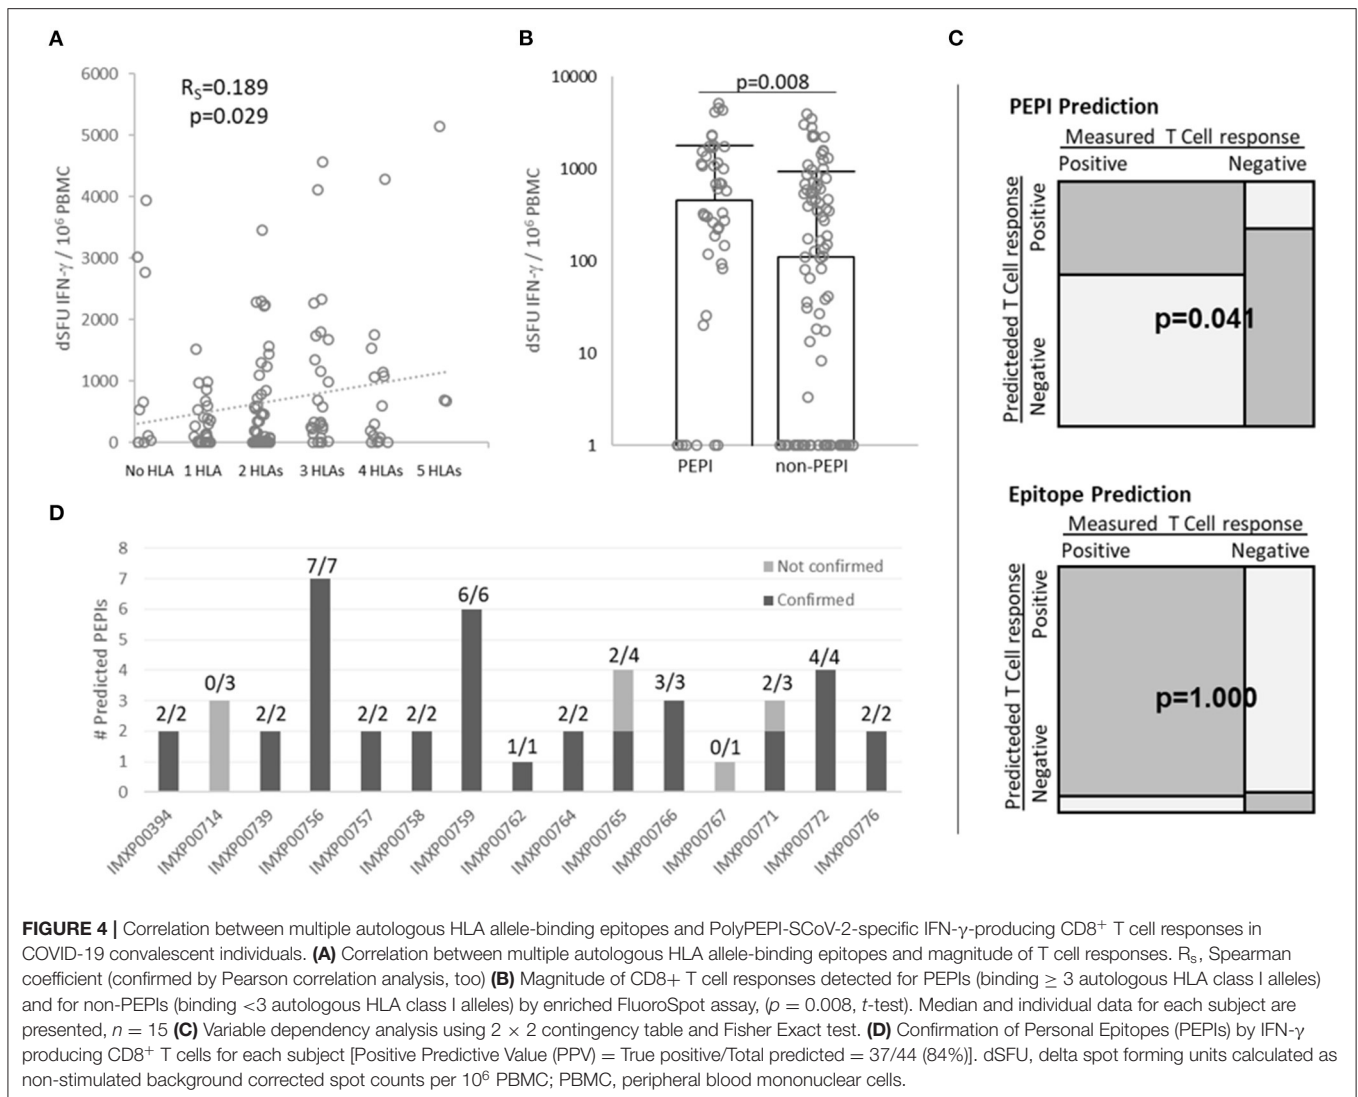 A
6000
5000
4000
3000
2000
1000
0
dSFU IFN-γ / 10⁶ PBMC
R_S=0.189
p=0.029
No HLA 1 HLA 2 HLAs 3 HLAs 4 HLAs 5 HLAs
B
10000
1000
100
10
1
dSFU IFN-γ / 10⁶ PBMC
p=0.008
PEPI non-PEPI
C
PEPI Prediction
Measured T Cell response
Positive Negative
Predicteded T Cell response
Positive
Negative
p=0.041
Epitope Prediction
Measured T Cell response
Positive Negative
Predicteded T Cell response
Positive
Negative
p=1.000
D
8
7
6
5
4
3
2
1
0
# Predicted PEPIs
Not confirmed
Confirmed
2/2 0/3 2/2 7/7 2/2 2/2 6/6 1/1 2/2 2/4 3/3 0/1 2/3 4/4 2/2
IMXP00394 IMXP00714 IMXP00739 IMXP00756 IMXP00757 IMXP00758 IMXP00759 IMXP00762 IMXP00764 IMXP00765 IMXP00766 IMXP00767 IMXP00771 IMXP00772 IMXP00776
FIGURE 4 | Correlation between multiple autologous HLA allele-binding epitopes and PolyPEPI-SCoV-2-specific IFN-γ-producing CD8⁺ T cell responses in
COVID-19 convalescent individuals. (A) Correlation between multiple autologous HLA allele-binding epitopes and magnitude of T cell responses. Rₛ, Spearman
coefficient (confirmed by Pearson correlation analysis, too) (B) Magnitude of CD8+ T cell responses detected for PEPIs (binding ≥ 3 autologous HLA class I alleles)
and for non-PEPIs (binding <3 autologous HLA class I alleles) by enriched FluoroSpot assay, (p = 0.008, t-test). Median and individual data for each subject are
presented, n = 15 (C) Variable dependency analysis using 2 × 2 contingency table and Fisher Exact test. (D) Confirmation of Personal Epitopes (PEPIs) by IFN-γ
producing CD8⁺ T cells for each subject [Positive Predictive Value (PPV) = True positive/Total predicted = 37/44 (84%)]. dSFU, delta spot forming units calculated as
non-stimulated background corrected spot counts per 10⁶ PBMC; PBMC, peripheral blood mononuclear cells.